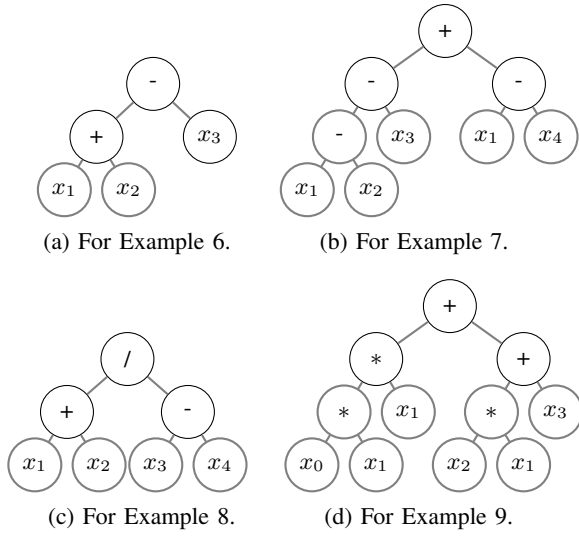 +
-
- -
+ x₃
- x₃ x₁ x₄
x₁ x₂
x₁ x₂
(a) For Example 6.
(b) For Example 7.
+
/
* +
+ -
* x₁ * x₃
x₁ x₂ x₃ x₄
x₀ x₁ x₂ x₁
(c) For Example 8.
(d) For Example 9.